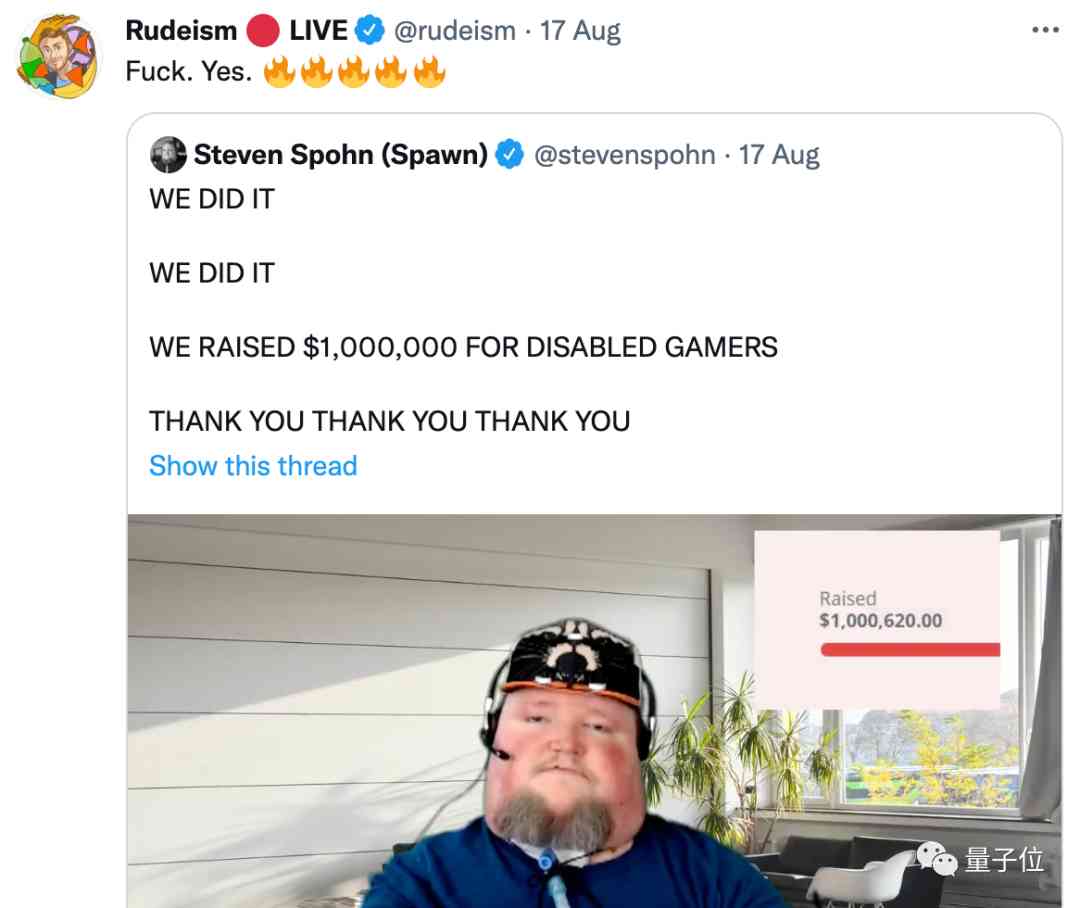 Rudeism 🔴 LIVE @rudeism · 17 Aug
Fuck. Yes. 🔥🔥🔥🔥🔥
Steven Spohn (Spawn) @stevenspohn · 17 Aug
WE DID IT
WE DID IT
WE RAISED $1,000,000 FOR DISABLED GAMERS
THANK YOU THANK YOU THANK YOU
Show this thread
Raised
$1,000,620.00
量子位